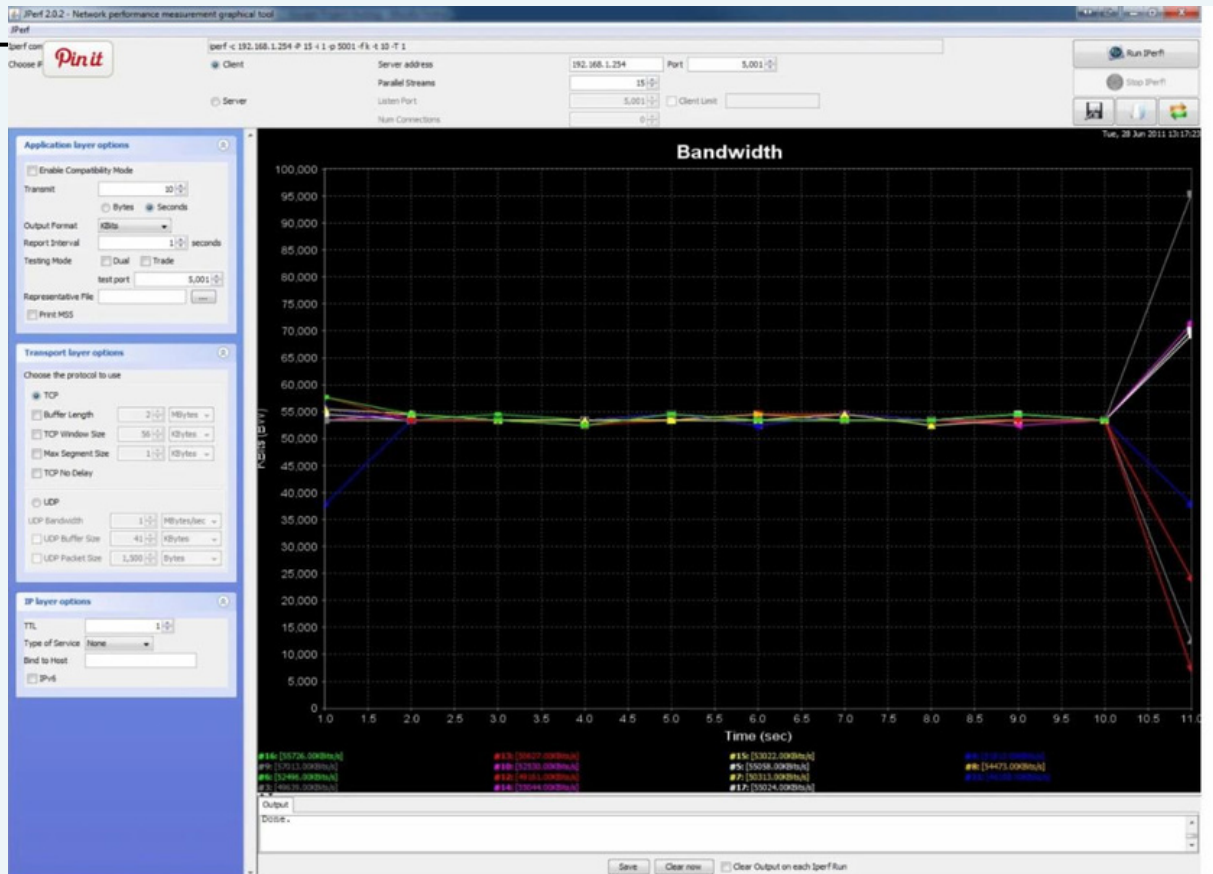 JPerf 2.0.2 - Network performance measurement graphical tool
JPerf
Iperf com
iperf -c 192.168.1.254 -P 15 -i 1 -p 5001 -f k -t 10 -T 1
Run IPerf!
Choose iP
Pin it
Client
Server address
192.168.1.254
Port
5,001
Parallel Streams
15
Stop IPerf!
Server
Listen Port
5,001
Client Limit
Num Connections
0
Tue, 28 Jun 2011 13:17:23
Application layer options
Enable Compatibility Mode
Transmit
10
Bytes
Seconds
Output Format
KBits
Report Interval
1
seconds
Testing Mode
Dual
Trade
test port
5,001
Representative File
...
Print MSS
Transport layer options
Choose the protocol to use
TCP
Buffer Length
2
MBytes
TCP Window Size
56
KBytes
Max Segment Size
1
KBytes
TCP No Delay
UDP
UDP Bandwidth
1
MBytes/sec
UDP Buffer Size
41
KBytes
UDP Packet Size
1,500
Bytes
IP layer options
TTL
1
Type of Service
None
Bind to Host
IPv6
Bandwidth
100,000
95,000
90,000
85,000
80,000
75,000
70,000
65,000
60,000
55,000
50,000
45,000
40,000
35,000
30,000
25,000
20,000
15,000
10,000
5,000
0
KBits (BW)
1.0 1.5 2.0 2.5 3.0 3.5 4.0 4.5 5.0 5.5 6.0 6.5 7.0 7.5 8.0 8.5 9.0 9.5 10.0 10.5 11.0
Time (sec)
#16: [55726.00KBits/s]
#15: [53022.00KBits/s]
#9: [57013.00KBits/s]
#10: [52530.00KBits/s]
#5: [55058.00KBits/s]
#8: [54473.00KBits/s]
#6: [52498.00KBits/s]
#12: [49161.00KBits/s]
#7: [50313.00KBits/s]
#3: [49639.00KBits/s]
#14: [55044.00KBits/s]
#17: [55024.00KBits/s]
Output
Done.
Save
Clear now
Clear Output on each Iperf Run